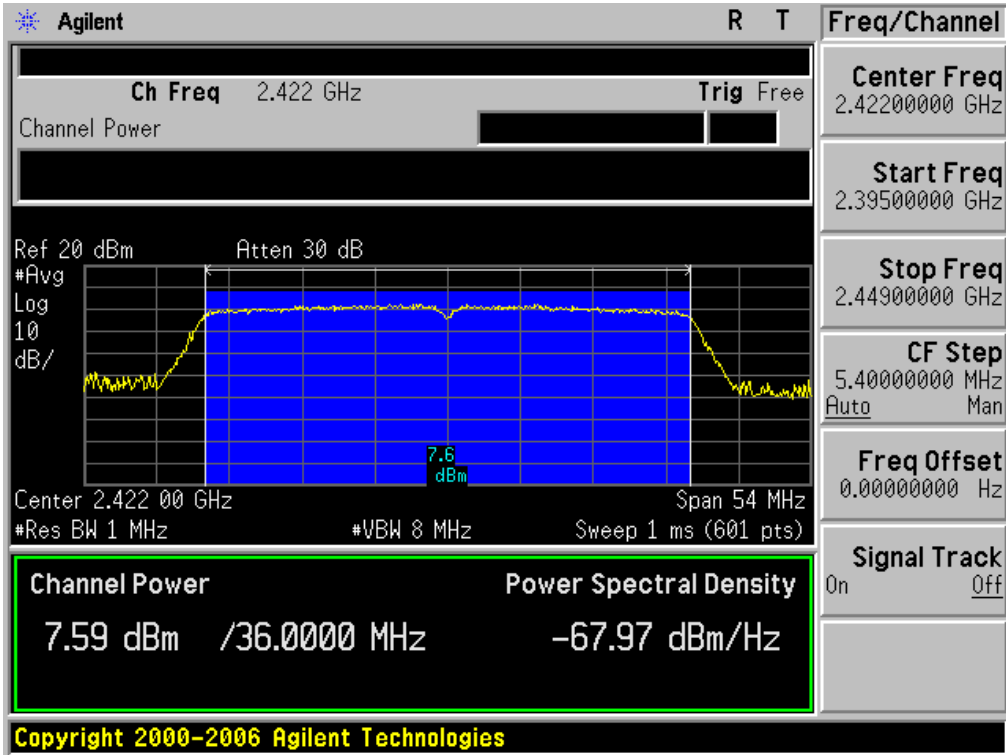 Agilent R T
Freq/Channel
Ch Freq 2.422 GHz Trig Free
Channel Power
Ref 20 dBm Atten 30 dB
#Avg
Log
10
dB/
7.6
dBm
Center 2.422 00 GHz Span 54 MHz
#Res BW 1 MHz #VBW 8 MHz Sweep 1 ms (601 pts)
Channel Power Power Spectral Density
7.59 dBm /36.0000 MHz -67.97 dBm/Hz
Copyright 2000-2006 Agilent Technologies
Center Freq
2.42200000 GHz
Start Freq
2.39500000 GHz
Stop Freq
2.44900000 GHz
CF Step
5.40000000 MHz
Auto Man
Freq Offset
0.00000000 Hz
Signal Track
On Off